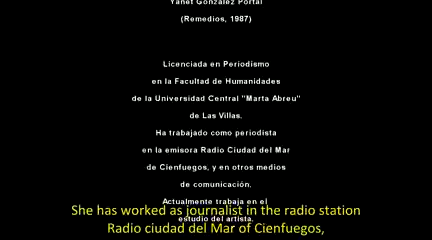 Yanet González Portal
(Remedios, 1987)
Licenciada en Periodismo
en la Facultad de Humanidades
de la Universidad Central "Marta Abreu"
de Las Villas.
Ha trabajado como periodista
en la emisora Radio Ciudad del Mar
de Cienfuegos, y en otros medios
de comunicación.
Actualmente trabaja en el
estudio del artista.
She has worked as journalist in the radio station
Radio ciudad del Mar of Cienfuegos,